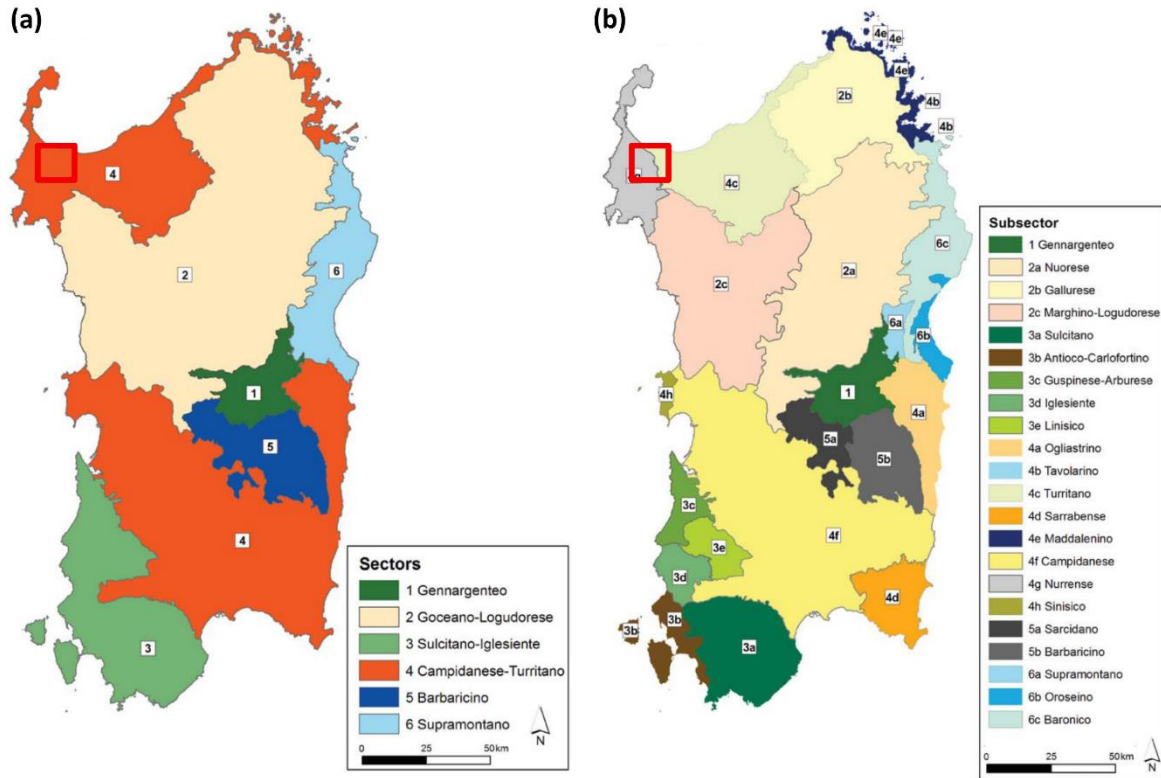 (a)
4
2
6
1
5
4
3
Sectors
1 Gennargenteo
2 Goceano-Logudorese
3 Sulcitano-Iglesiente
4 Campidanese-Turritano
5 Barbaricino
6 Supramontano
N
0 25 50km
(b)
4e
4e
4e
2b
4b
4b
4c
6c
2c
2a
6a
6b
1
4h
4a
5a
5b
3c
3e
4f
3d
4d
3b
3b
3a
Subsector
1 Gennargenteo
2a Nuorese
2b Gallurese
2c Marghino-Logudorese
3a Sulcitano
3b Antioco-Carlofortino
3c Guspinese-Arburese
3d Iglesiente
3e Linisico
4a Ogliastrino
4b Tavolarino
4c Turritano
4d Sarrabense
4e Maddalenino
4f Campidanese
4g Nurrense
4h Sinisico
5a Sarcidano
5b Barbaricino
6a Supramontano
6b Oroseino
6c Baronico
N
0 25 50km